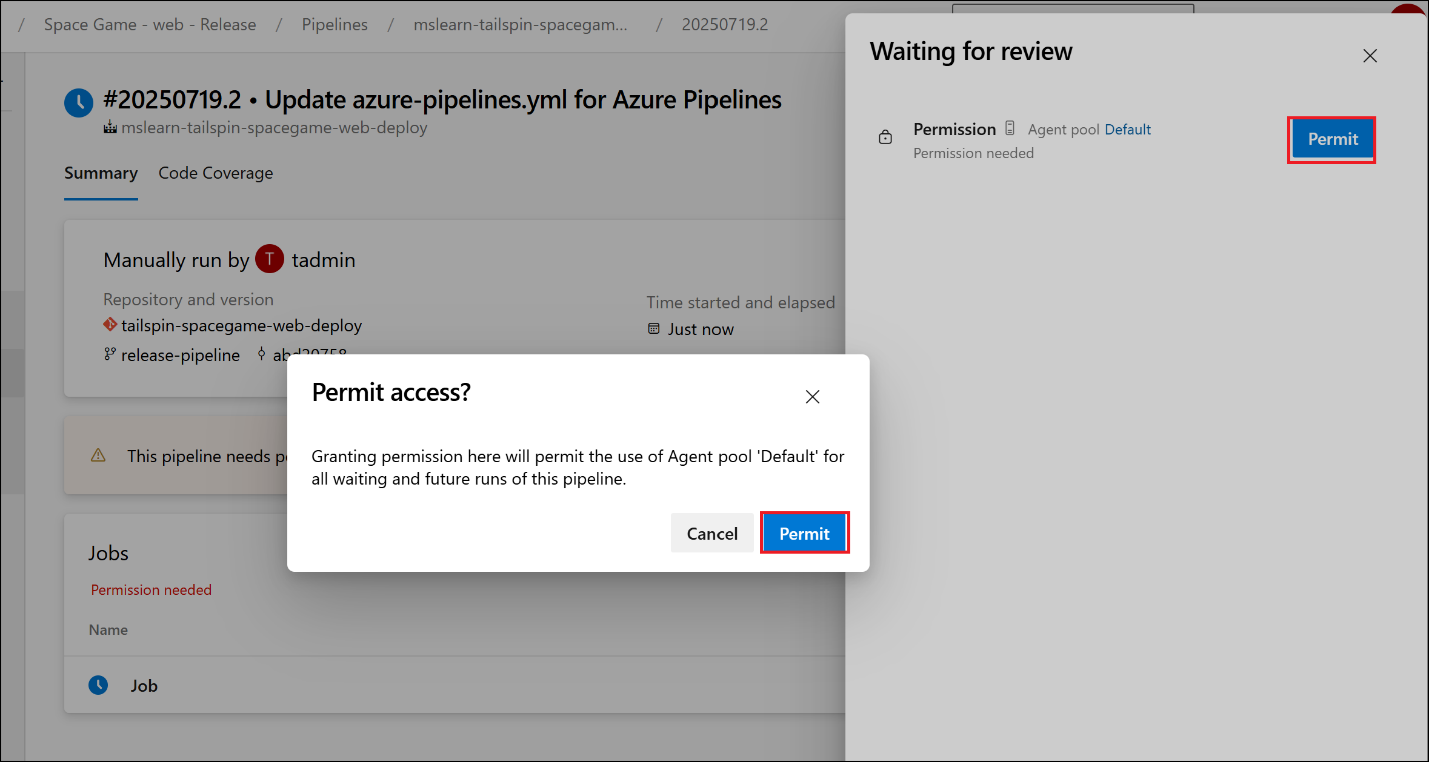 / Space Game - web - Release / Pipelines / mslearn-tailspin-spacegam... / 20250719.2
#20250719.2 • Update azure-pipelines.yml for Azure Pipelines
mslearn-tailspin-spacegame-web-deploy
Summary Code Coverage
Manually run by T tadmin
Repository and version
tailspin-spacegame-web-deploy
release-pipeline
Time started and elapsed
Just now
This pipeline needs
Jobs
Permission needed
Name
Job
Waiting for review
Permission Agent pool Default
Permission needed
Permit
Permit access?
Granting permission here will permit the use of Agent pool 'Default' for
all waiting and future runs of this pipeline.
Cancel Permit